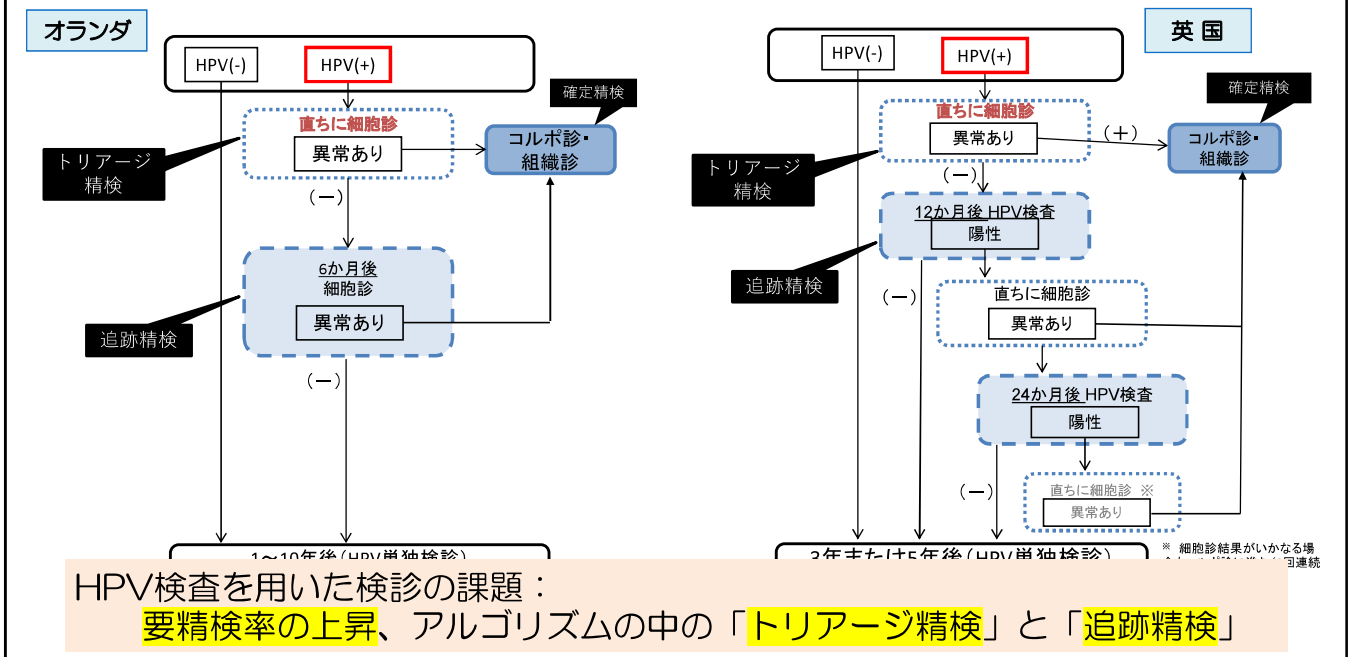 オランダ
HPV(-)
HPV(+)
確定精検
直ちに細胞診
異常あり
コルポ診・
組織診
トリアージ
精検
(－)
6か月後
細胞診
異常あり
追跡精検
(－)
英国
HPV(-)
HPV(+)
確定精検
直ちに細胞診
異常あり
(＋)
コルポ診・
組織診
トリアージ
精検
(－)
12か月後 HPV検査
陽性
追跡精検
(－)
直ちに細胞診
異常あり
24か月後 HPV検査
陽性
(－)
直ちに細胞診 ※
異常あり
1～10年後(HPV単独検診)
3年または5年後(HPV単独検診)
※ 細胞診結果がいかなる場
回連続
HPV検査を用いた検診の課題：
要精検率の上昇、アルゴリズムの中の「トリアージ精検」と「追跡精検」